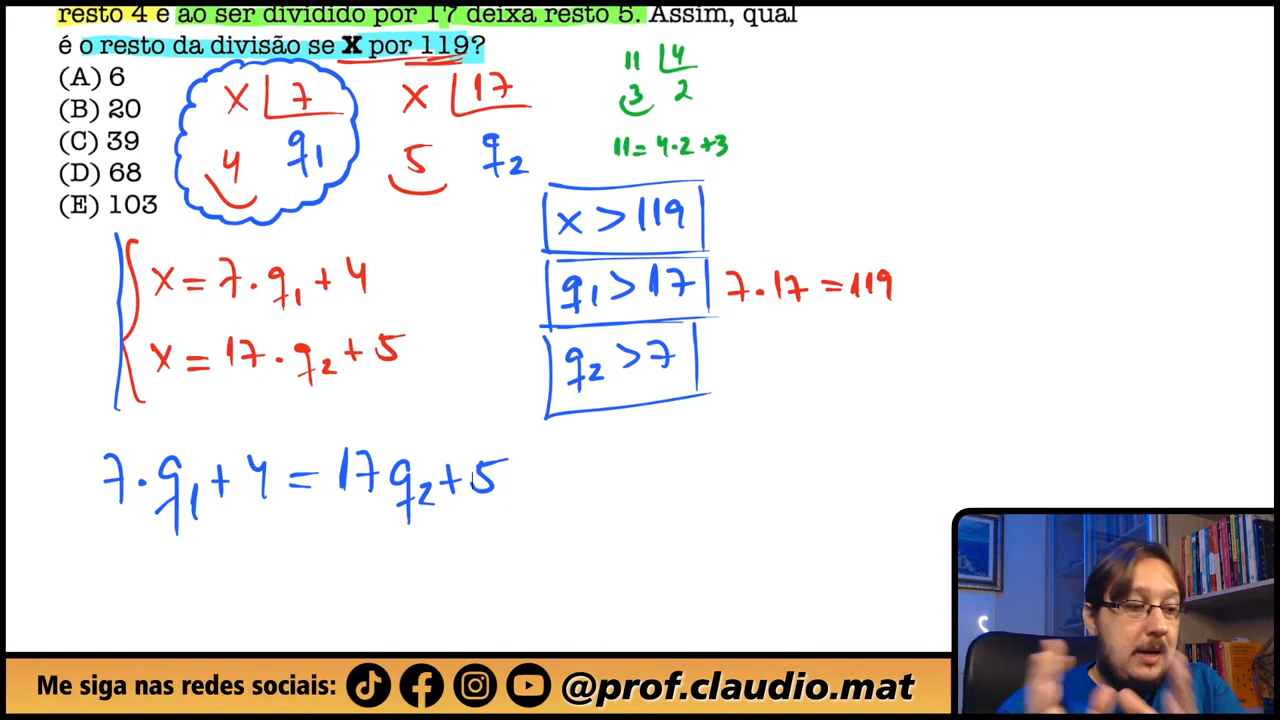 resto 4 e ao ser dividido por 17 deixa resto 5. Assim, qual
é o resto da divisão se X por 119?
(A) 6
(B) 20
(C) 39
(D) 68
(E) 103
x 7
4 q1
x 17
5 q2
11 4
3 2
11 = 4·2 + 3
x = 7·q1 + 4
x = 17·q2 + 5
x > 119
q1 > 17 7·17 = 119
q2 > 7
7·q1 + 4 = 17q2 + 5
Me siga nas redes sociais: @prof.claudio.mat